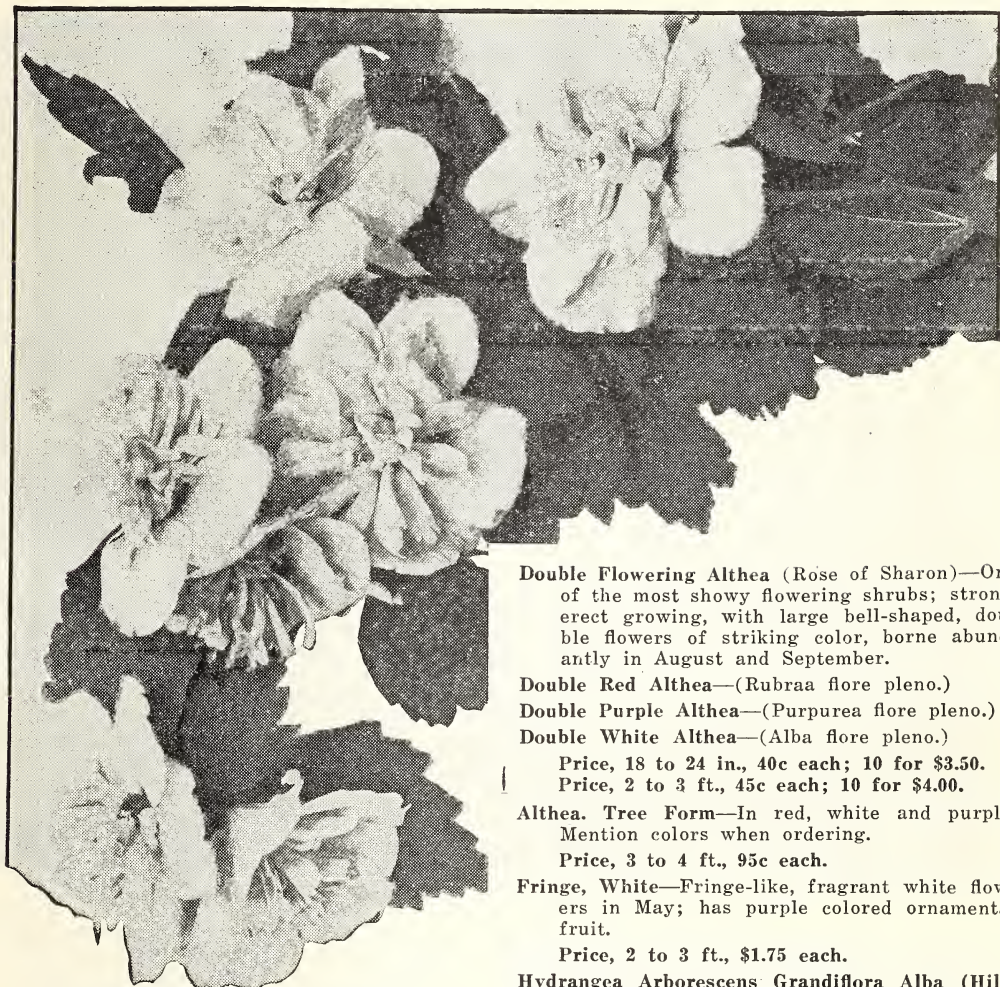 Double Flowering Althea (Rose of Sharon)—On
of the most showy flowering shrubs; stron
erect growing, with large bell-shaped, dou
ble flowers of striking color, borne abun
antly in August and September.
Double Red Althea—(Rubraa flore pleno.)
Double Purple Althea—(Purpurea flore pleno.)
Double White Althea—(Alba flore pleno.)
Price, 18 to 24 in., 40c each; 10 for $3.50.
Price, 2 to 3 ft., 45c each; 10 for $4.00.
Althea. Tree Form—In red, white and purpl
Mention colors when ordering.
Price, 3 to 4 ft., 95c each.
Fringe, White—Fringe-like, fragrant white flow
ers in May; has purple colored ornament
fruit.
Price, 2 to 3 ft., $1.75 each.
Hydrangea Arborescens Grandiflora Alba (Hil